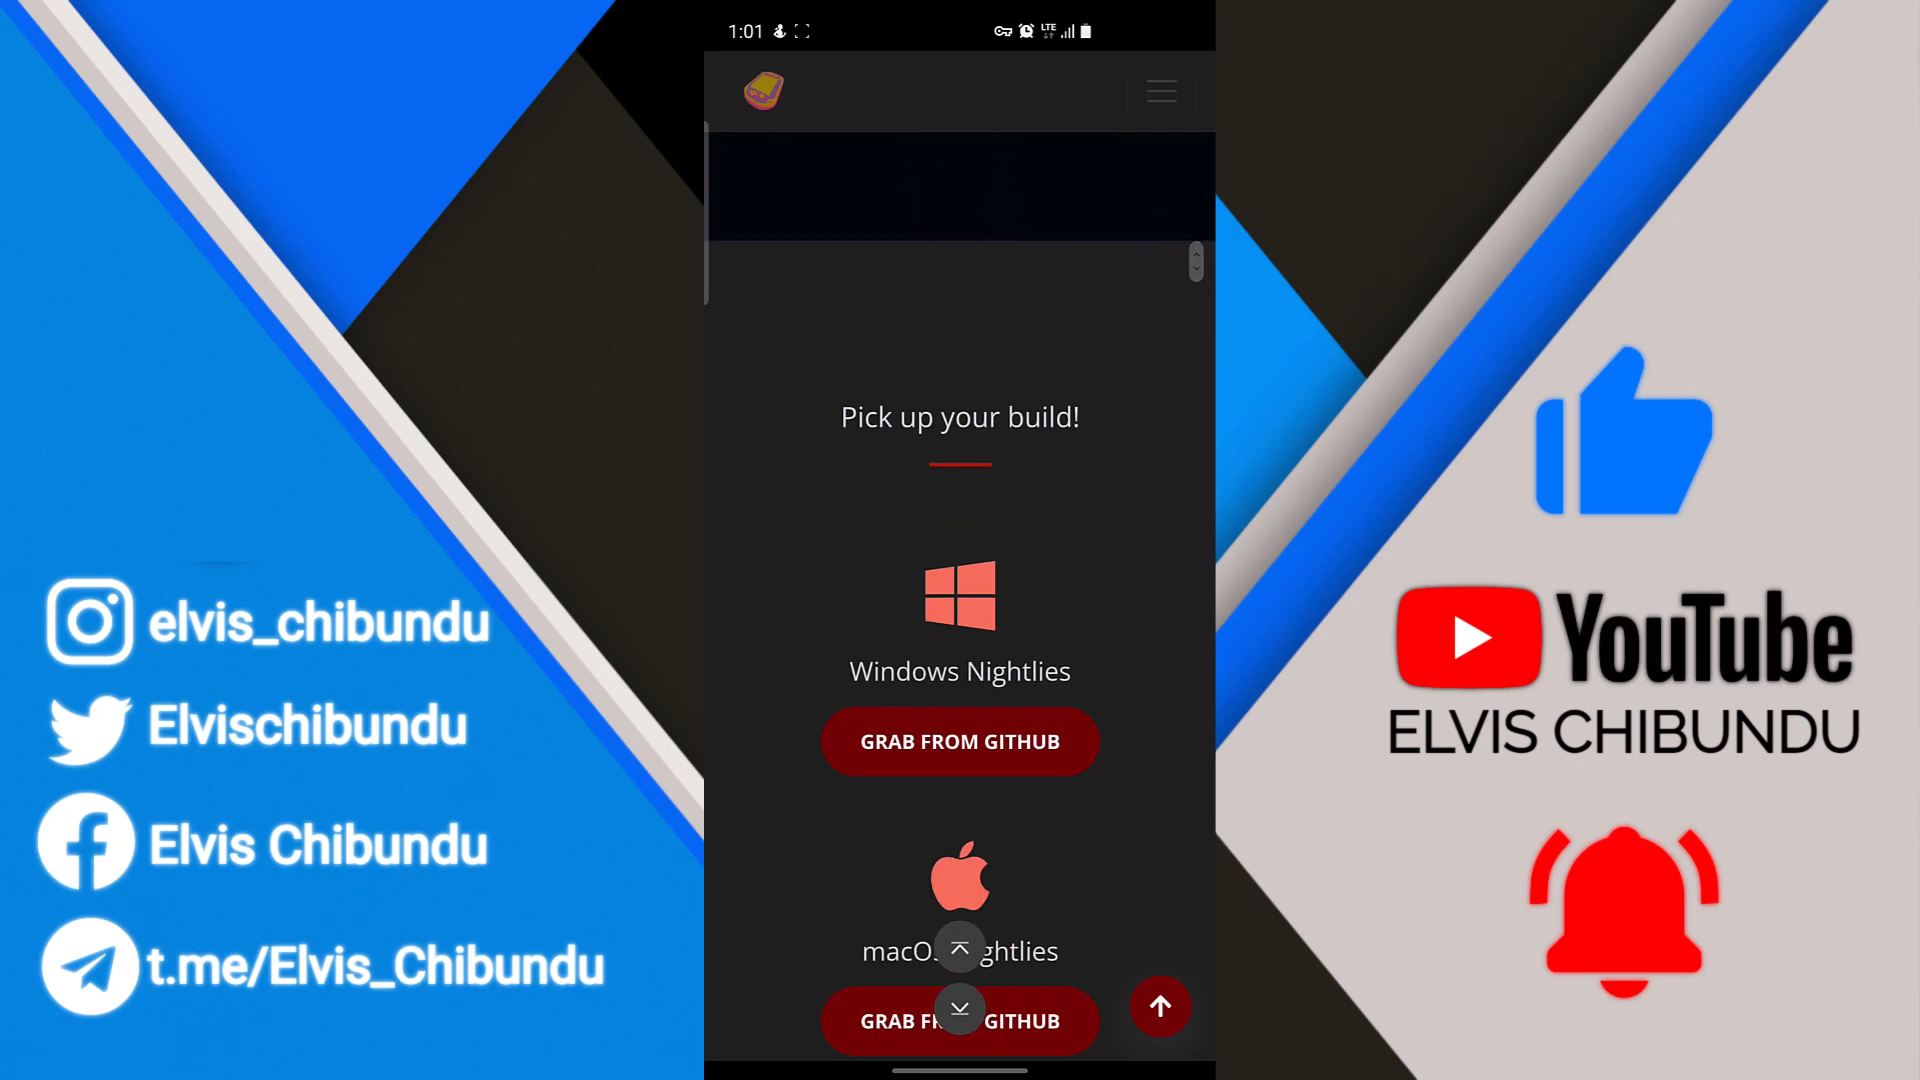 1:01
LTE
Pick up your build!
Windows Nightlies
GRAB FROM GITHUB
macO ghtlies
GRAB F GITHUB
elvis_chibundu
Elvischibundu
Elvis Chibundu
t.me/Elvis_Chibundu
YouTube
ELVIS CHIBUNDU